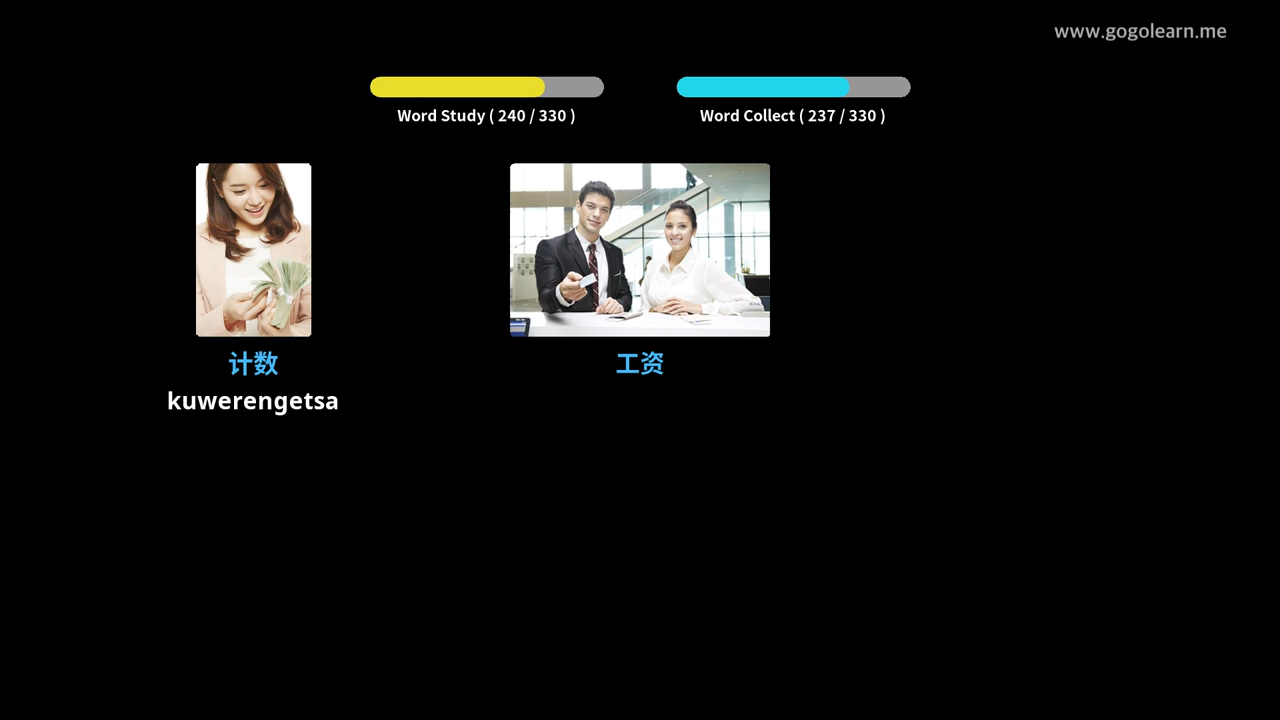 www.gogolearn.me
Word Study ( 240 / 330 )
Word Collect ( 237 / 330 )
计数
kuwerengetsa
工资